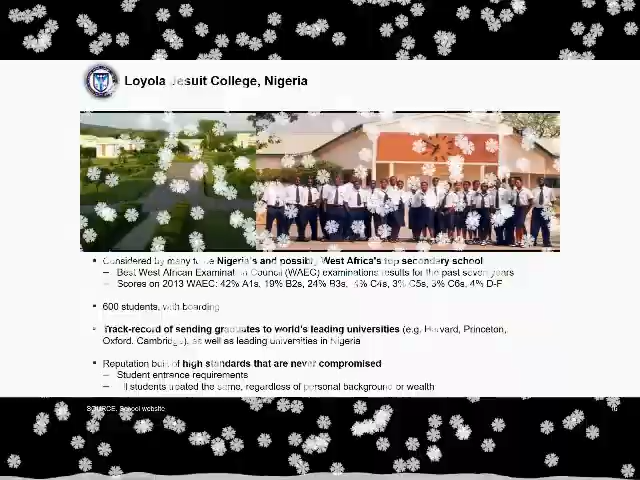 Loyola Jesuit College, Nigeria
Considered by many to be Nigeria's and possibly West Africa's top secondary school
– Best West African Examination Council (WAEC) examinations results for the past seven years
– Scores on 2013 WAEC: 42% A1s, 19% B2s, 24% B3s, C4s, 3% C5s, 3% C6s, 4% D-F
600 students, with boarding
Track-record of sending graduates to world's leading universities (e.g. Harvard, Princeton,
Oxford, Cambridge), as well as leading universities in Nigeria
Reputation built of high standards that are never compromised
– Student entrance requirements
– All students treated the same, regardless of personal background or wealth
SOURCE: School website